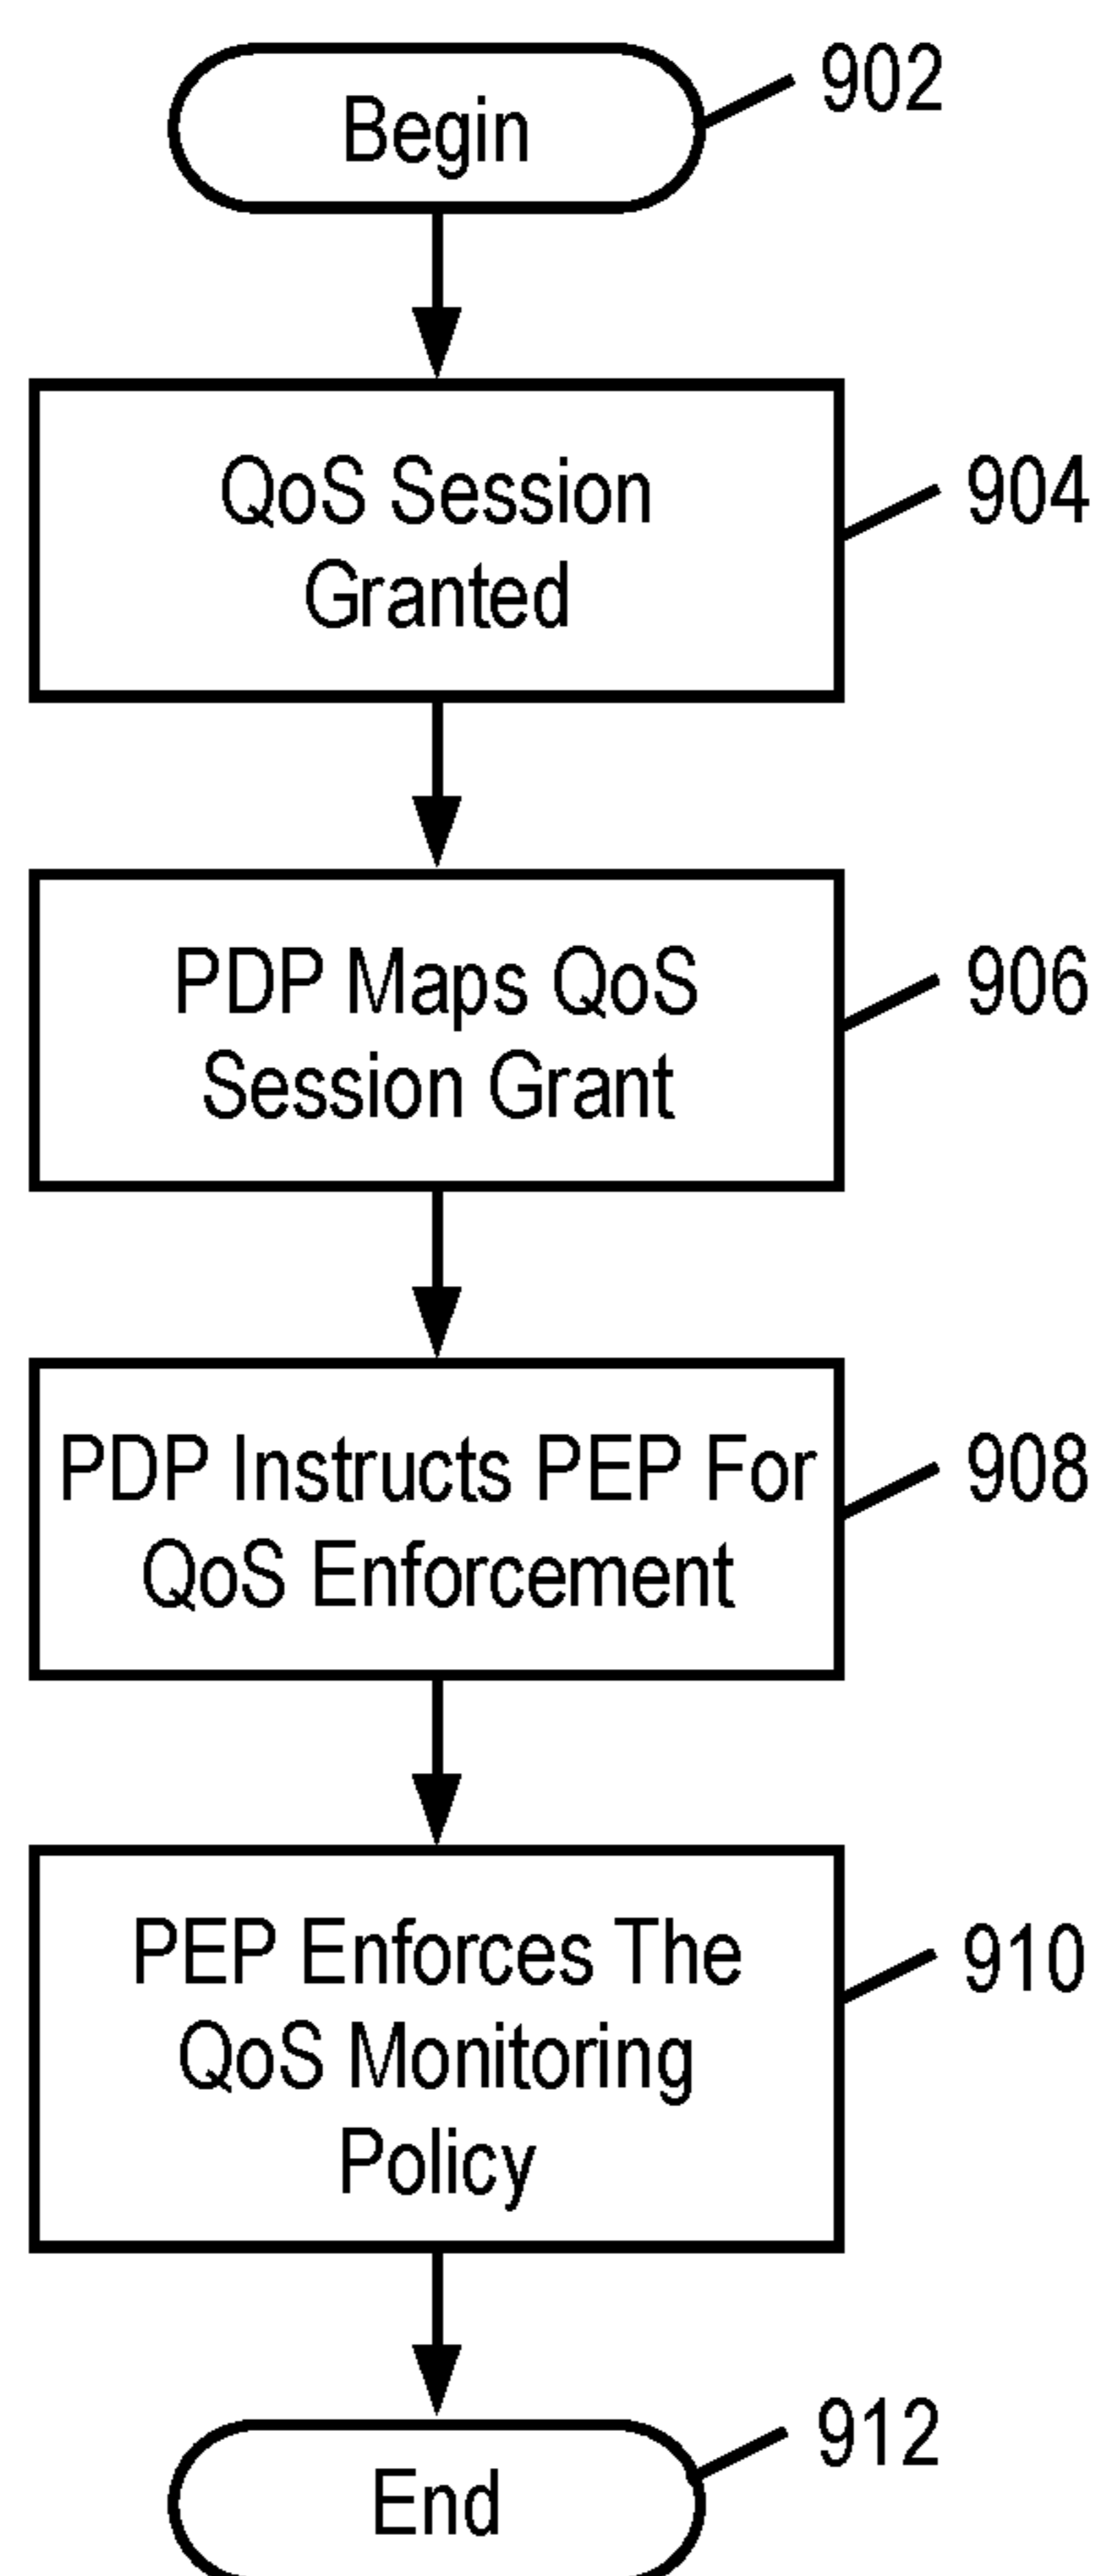 Begin
902
QoS Session
Granted
904
PDP Maps QoS
Session Grant
906
PDP Instructs PEP For
QoS Enforcement
908
PEP Enforces The
QoS Monitoring
Policy
910
End
912